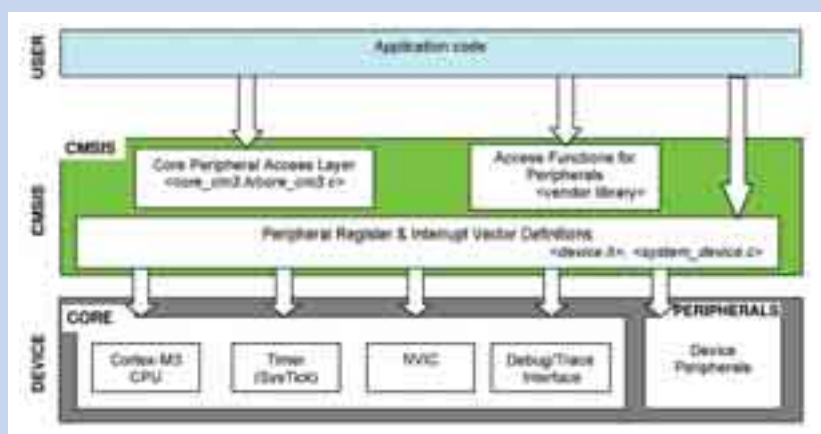 USER
Application code
CMSIS
CMSIS
Core Peripheral Access Layer
<core_cm3.h/core_cm3.c>
Access Functions for
Peripherals
<vendor library>
Peripheral Register & Interrupt Vector Definitions
<device.h>, <system_device.c>
DEVICE
CORE
Cortex-M3
CPU
Timer
(SysTick)
NVIC
Debug/Trace
Interface
PERIPHERALS
Device
Peripherals